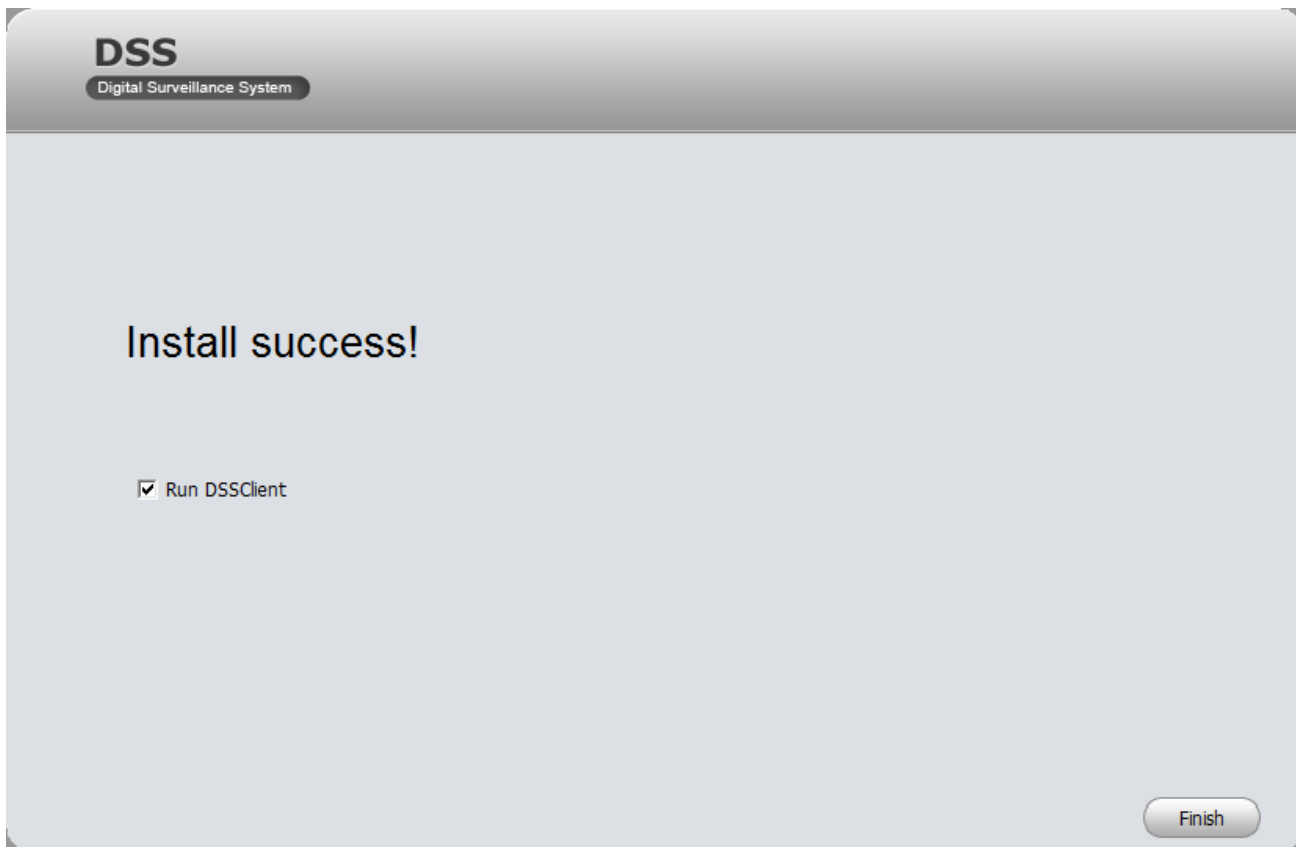 DSS
Digital Surveillance System
Install success!
Run DSSClient
Finish